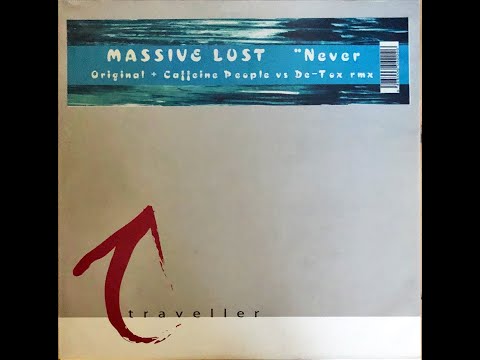 MASSIVE LUST "Never
Original + Caffeine People vs De-Tox rmx
traveller